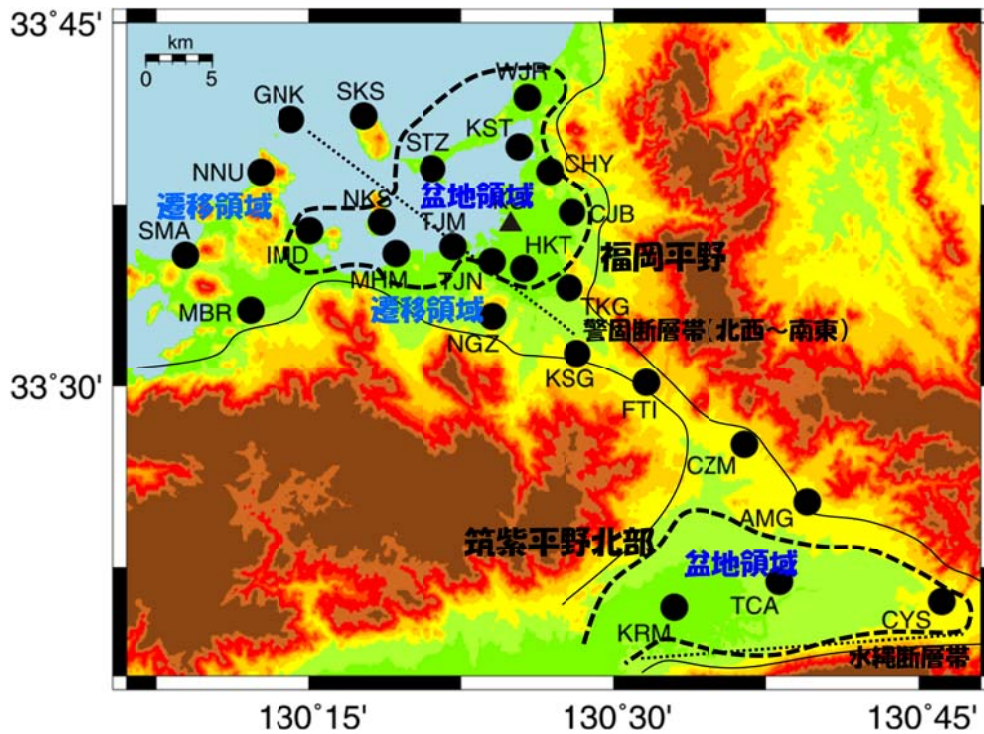 33°45'
km
0 5
WJR
GNK
SKS
KST
STZ
CHY
NNU
盆地領域
遷移領域
NKS
CJB
TJM
SMA
HKT
IMD
福岡平野
MHM
TJN
TKG
MBR
遷移領域
警固断層帯(北西～南東)
NGZ
33°30'
KSG
FTI
CZM
AMG
筑紫平野北部
盆地領域
TCA
KRM
CYS
水縄断層帯
130°15'
130°30'
130°45'